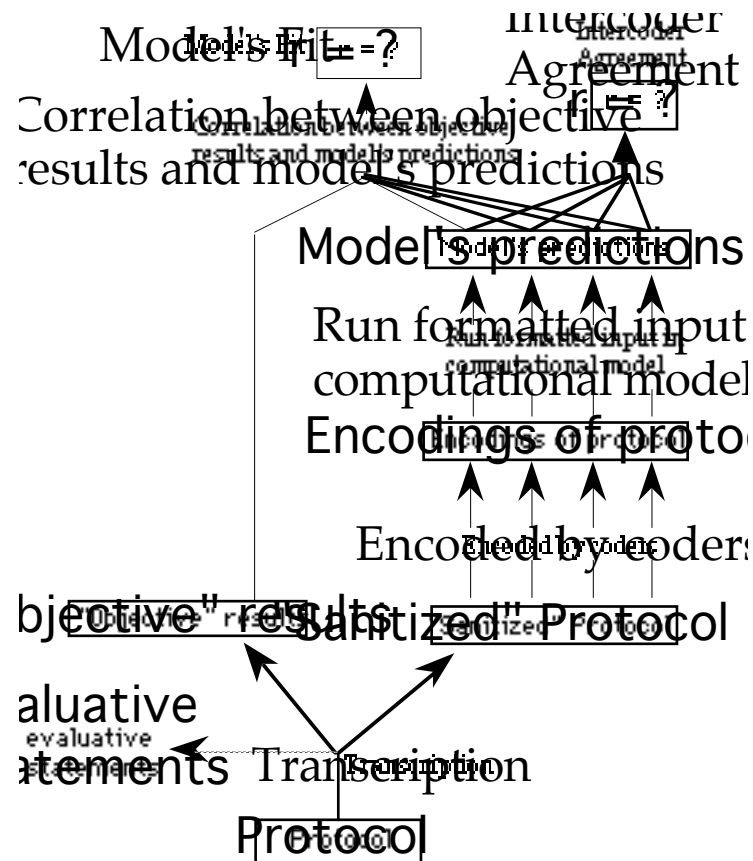 Model's Fit
r = ?
Intercoder
Agreement
r = ?
Correlation between objective
results and model's predictions
Model's predictions
Run formatted input in
computational model
Encodings of protocol
Encoded by coders
"Objective" results
"Sanitized" Protocol
evaluative
statements
Transcription
Protocol